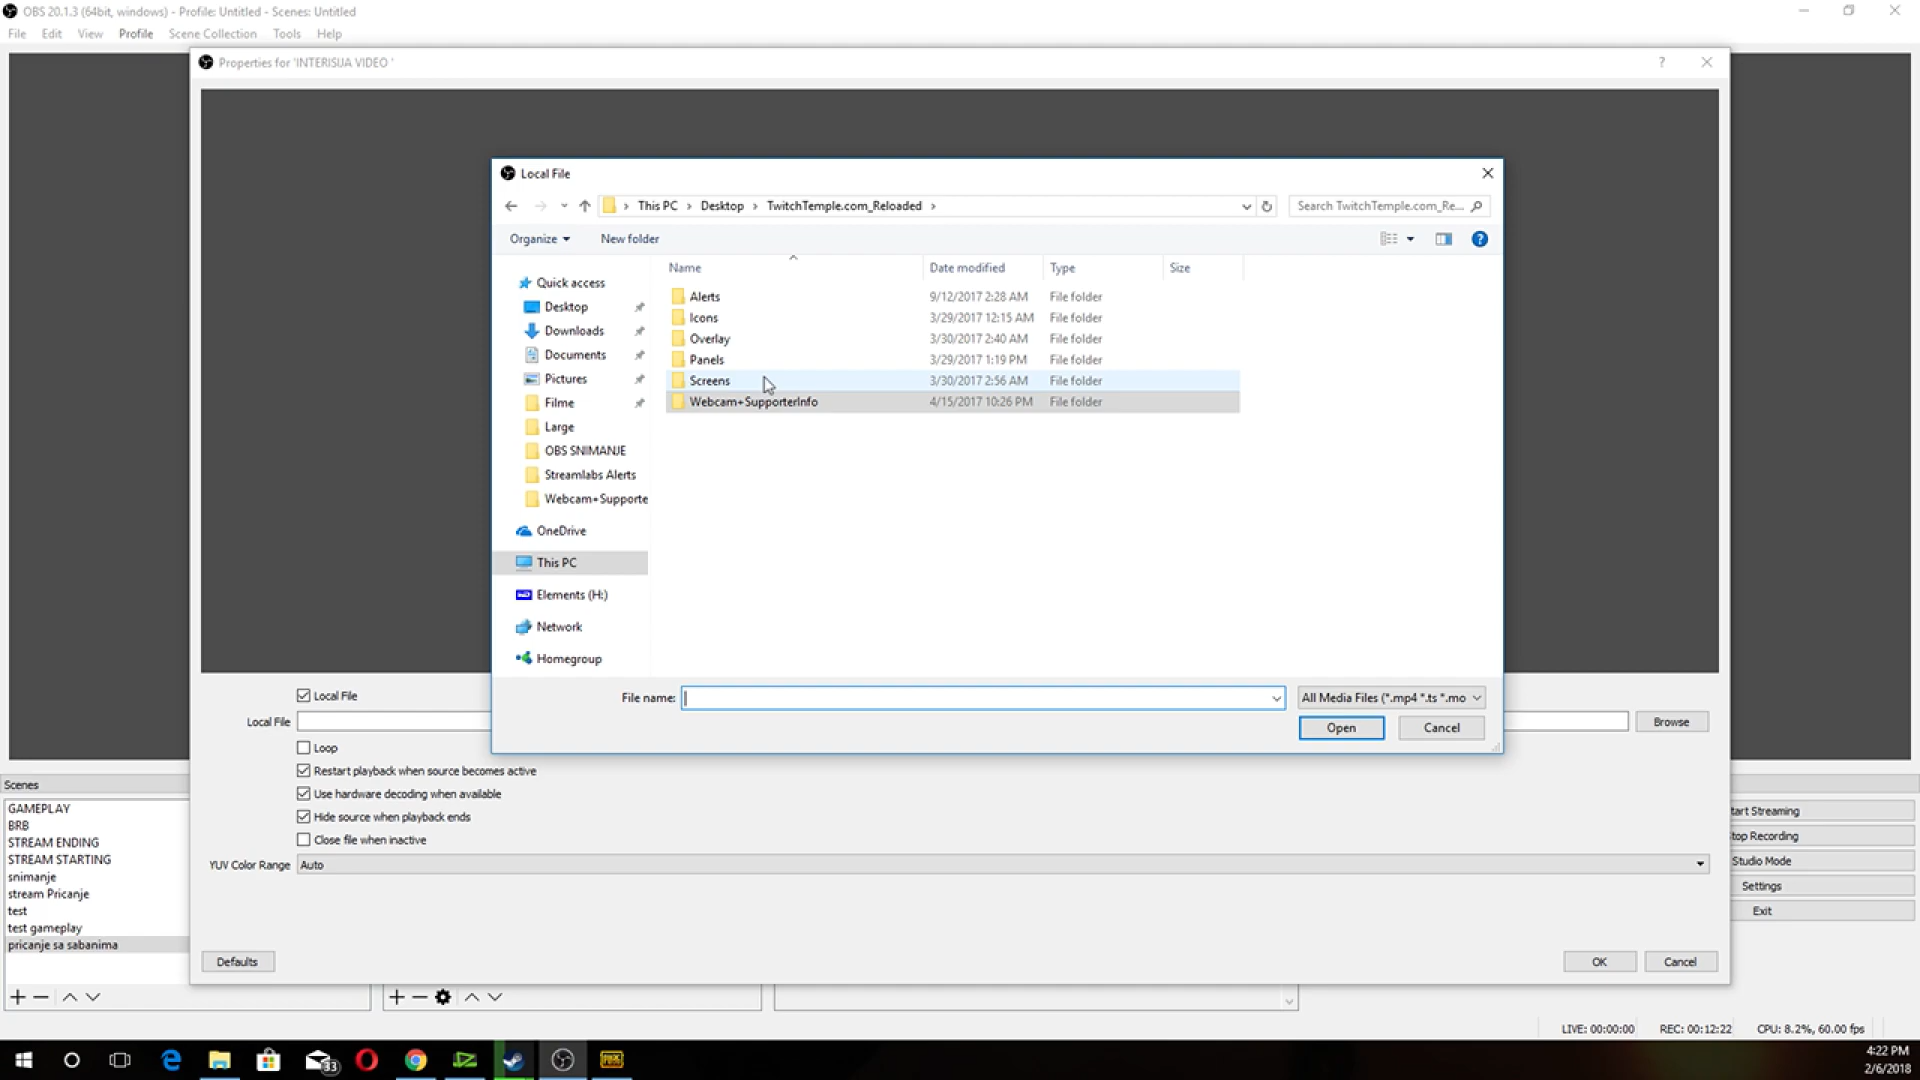 OBS 20.1.3 (64bit, windows) - Profile: Untitled - Scenes: Untitled
File Edit View Profile Scene Collection Tools Help
Properties for 'INTERISIJA VIDEO '
Local File
This PC > Desktop > TwitchTemple.com_Reloaded >
Search TwitchTemple.com_Re...
Organize New folder
Name Date modified Type Size
Quick access
Desktop
Downloads
Documents
Pictures
Filme
Large
OBS SNIMANJE
Streamlabs Alerts
Webcam+Supporte
OneDrive
This PC
Elements (H:)
Network
Homegroup
Alerts 9/12/2017 2:28 AM File folder
Icons 3/29/2017 12:15 AM File folder
Overlay 3/30/2017 2:40 AM File folder
Panels 3/29/2017 1:19 PM File folder
Screens 3/30/2017 2:56 AM File folder
Webcam+SupporterInfo 4/15/2017 10:26 PM File folder
File name: All Media Files (*.mp4 *.ts *.mo
Open Cancel
Local File
Local File Browse
Loop
Restart playback when source becomes active
Use hardware decoding when available
Hide source when playback ends
Close file when inactive
YUV Color Range Auto
Defaults OK Cancel
Scenes
GAMEPLAY
BRB
STREAM ENDING
STREAM STARTING
snimanje
stream Pricanje
test
test gameplay
pricanje sa sabanima
tart Streaming
top Recording
Studio Mode
Settings
Exit
LIVE: 00:00:00 REC: 00:12:22 CPU: 8.2%, 60.00 fps
33
4:22 PM
2/6/2018